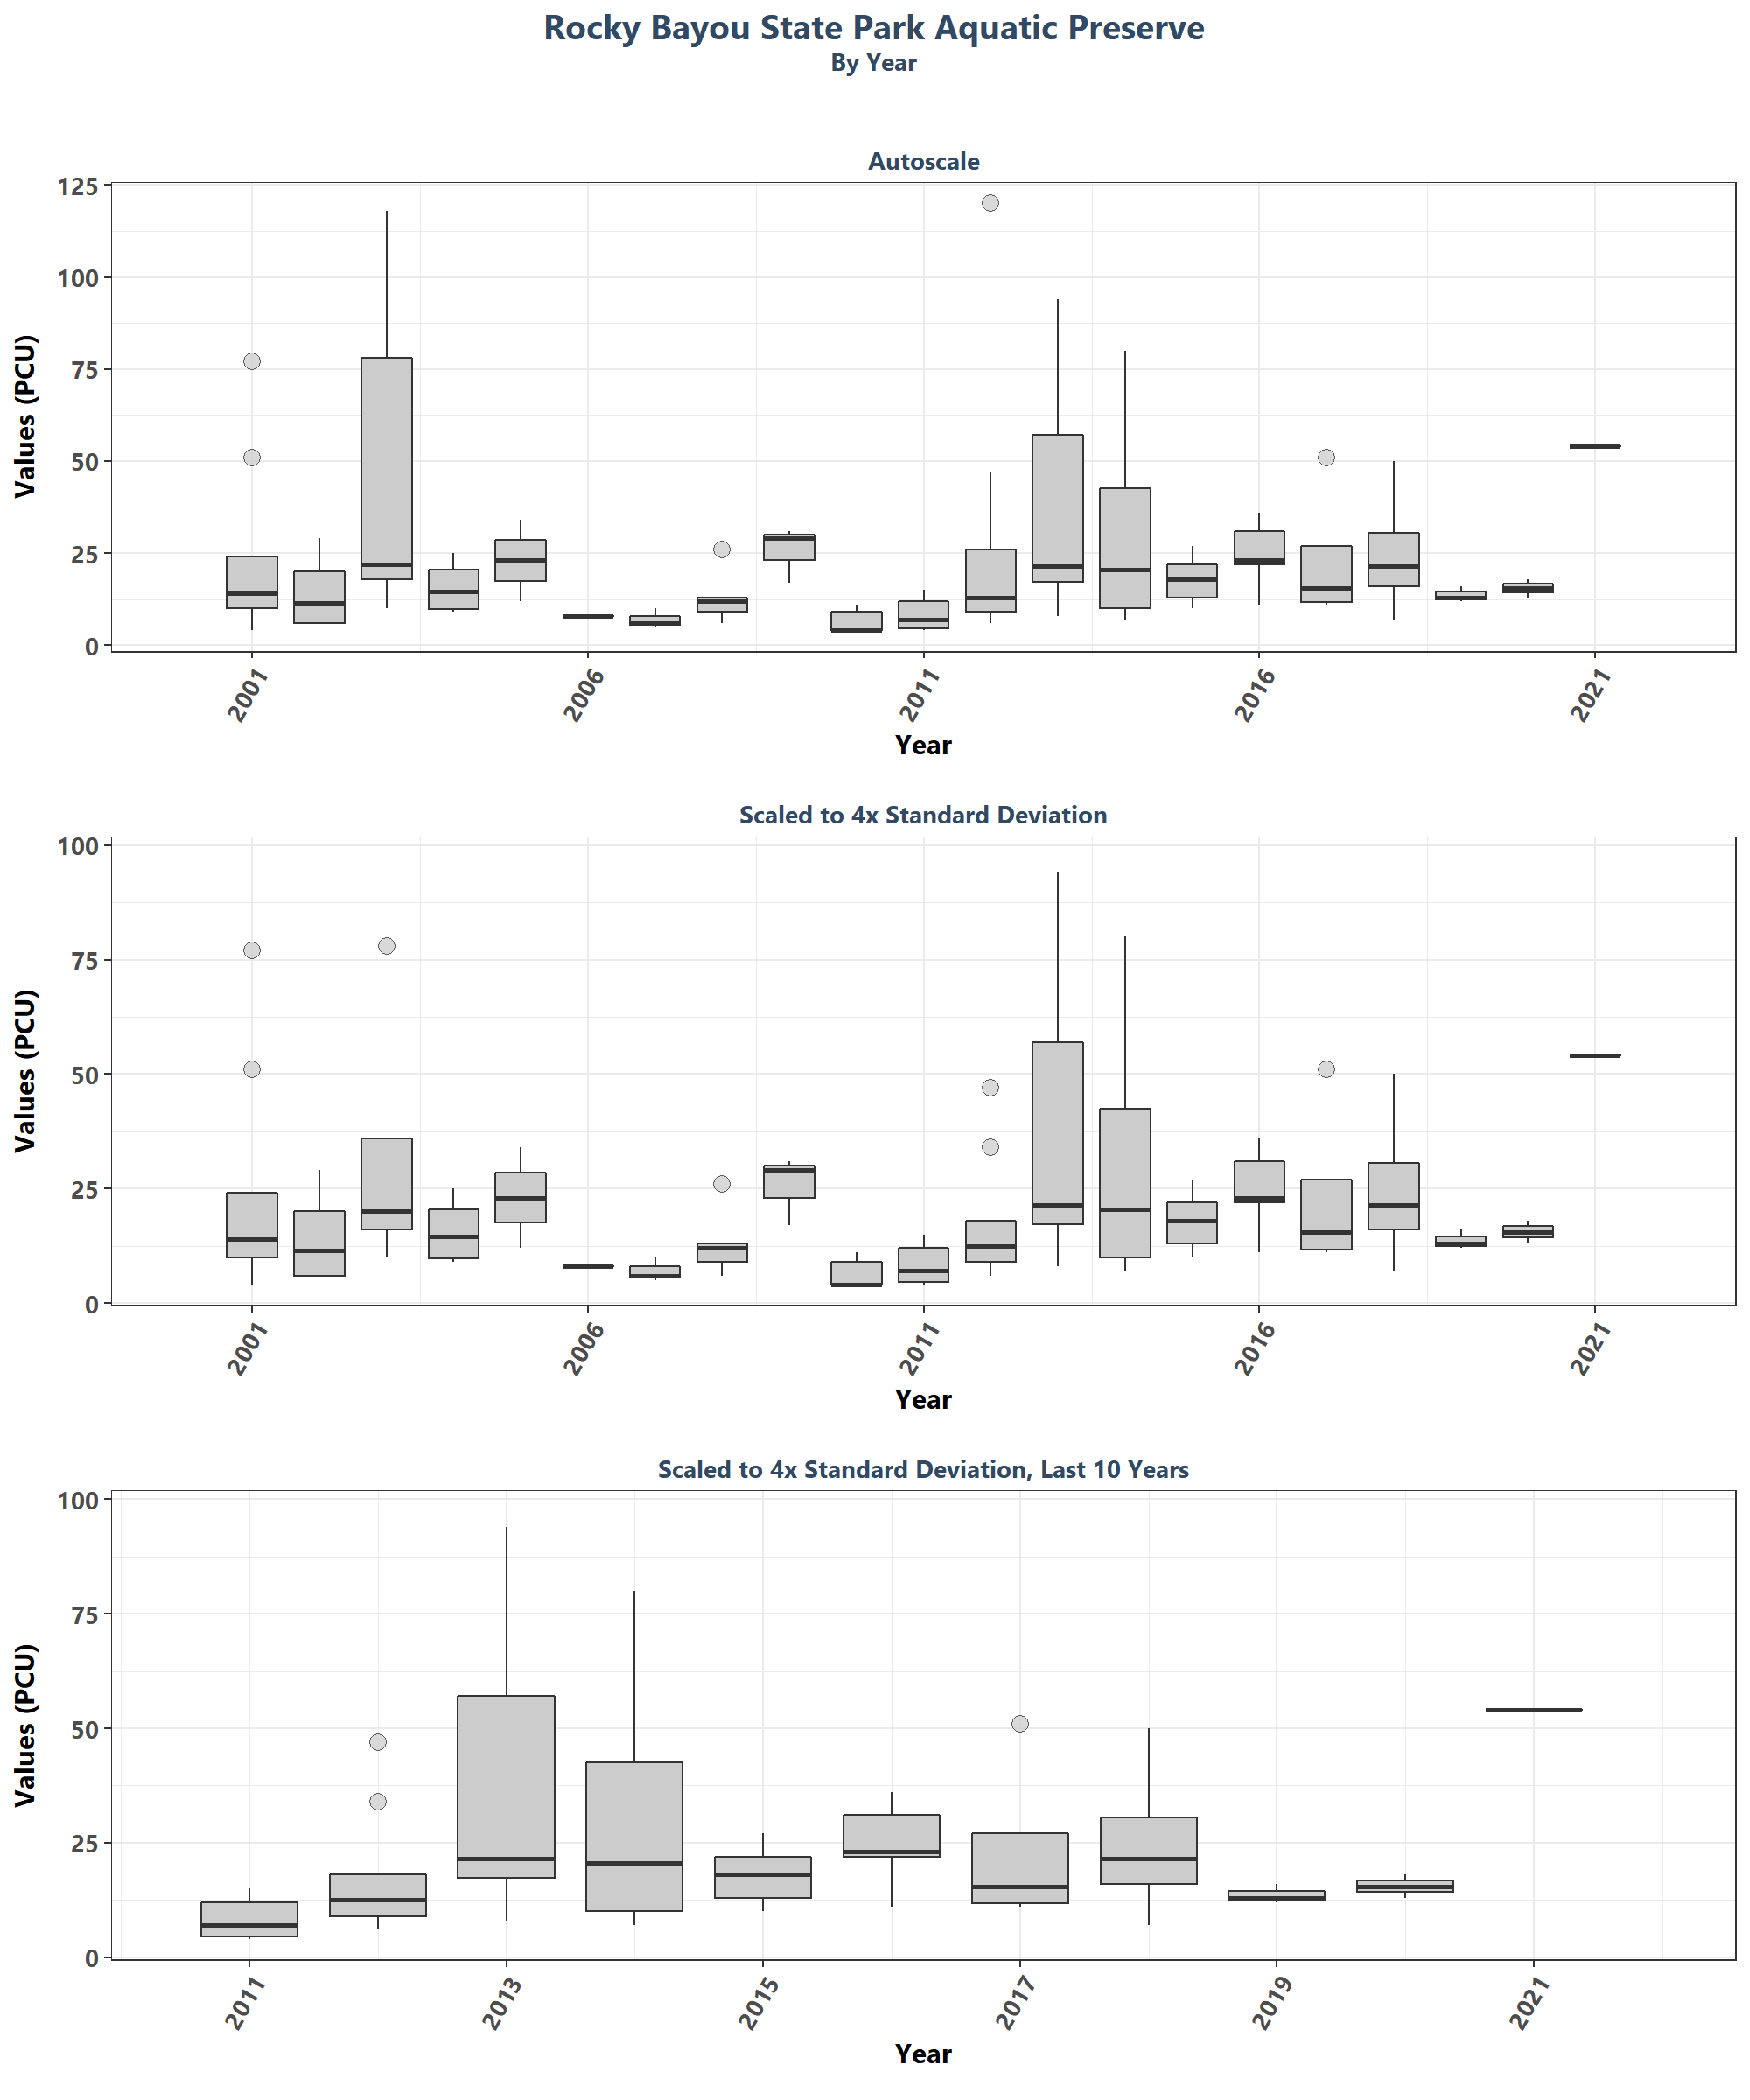 Rocky Bayou State Park Aquatic Preserve
By Year
Autoscale
Values (PCU)
125
100
75
50
25
0
2001
2006
2011
2016
2021
Year
Scaled to 4x Standard Deviation
Values (PCU)
100
75
50
25
0
2001
2006
2011
2016
2021
Year
Scaled to 4x Standard Deviation, Last 10 Years
Values (PCU)
100
75
50
25
0
2011
2013
2015
2017
2019
2021
Year